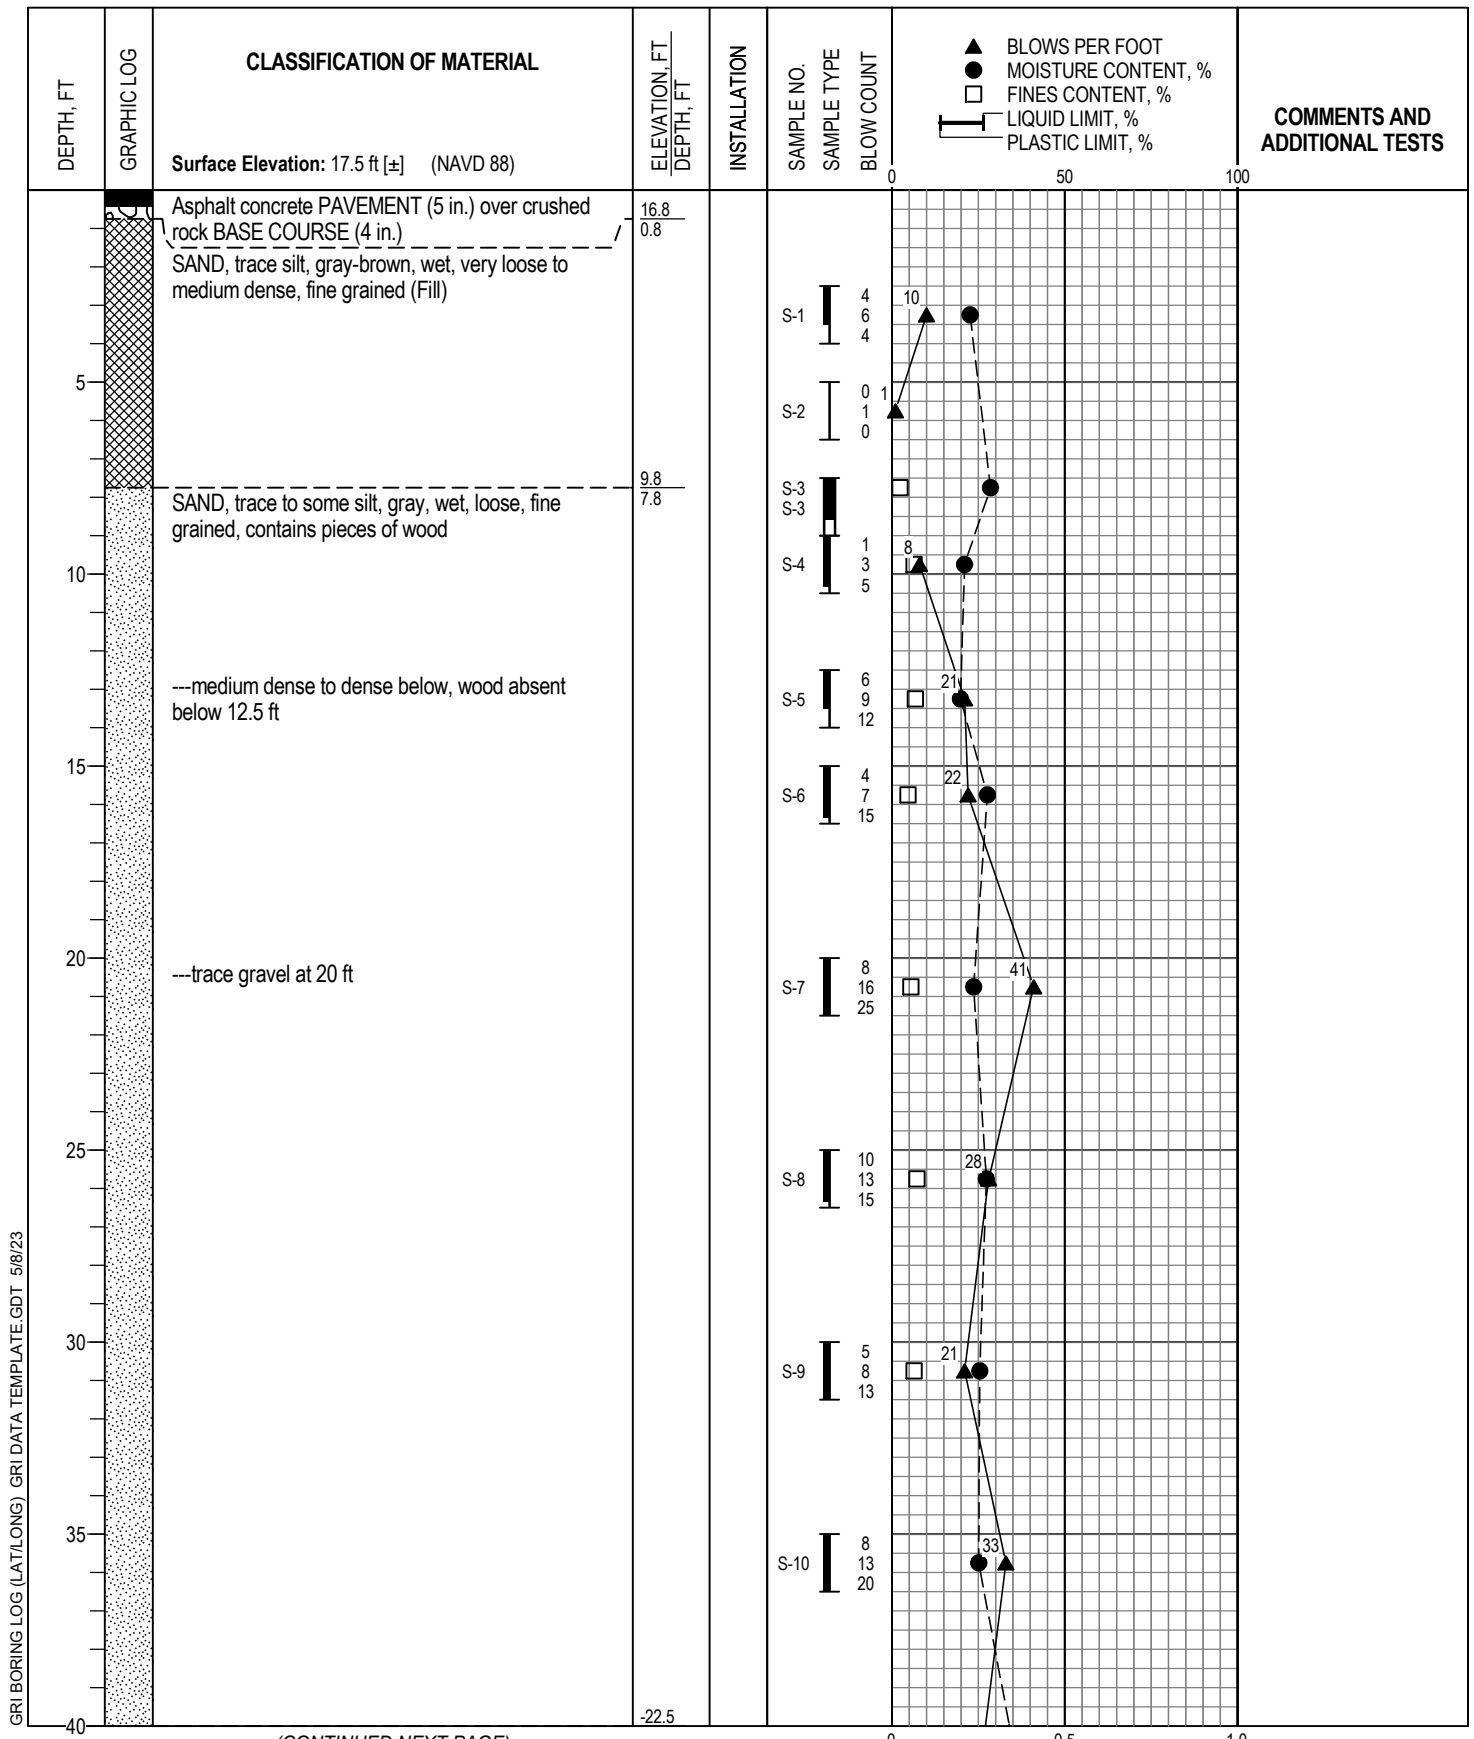 DEPTH, FT
GRAPHIC LOG
CLASSIFICATION OF MATERIAL
Surface Elevation: 17.5 ft [±] (NAVD 88)
ELEVATION, FT
DEPTH, FT
INSTALLATION
SAMPLE NO.
SAMPLE TYPE
BLOW COUNT
▲ BLOWS PER FOOT
● MOISTURE CONTENT, %
□ FINES CONTENT, %
LIQUID LIMIT, %
PLASTIC LIMIT, %
0 50 100
COMMENTS AND
ADDITIONAL TESTS
Asphalt concrete PAVEMENT (5 in.) over crushed
rock BASE COURSE (4 in.)
16.8
0.8
SAND, trace silt, gray-brown, wet, very loose to
medium dense, fine grained (Fill)
S-1
4
6
4
10
5
S-2
0
1
0
1
9.8
7.8
SAND, trace to some silt, gray, wet, loose, fine
grained, contains pieces of wood
S-3
S-3
10
S-4
1
3
5
8
---medium dense to dense below, wood absent
below 12.5 ft
S-5
6
9
12
21
15
S-6
4
7
15
22
20
---trace gravel at 20 ft
S-7
8
16
25
41
25
S-8
10
13
15
28
30
S-9
5
8
13
21
35
S-10
8
13
20
33
40
-22.5
(CONTINUED NEXT PAGE)
0 0.5 1.0
GRI BORING LOG (LAT/LONG) GRI DATA TEMPLATE.GDT 5/8/23